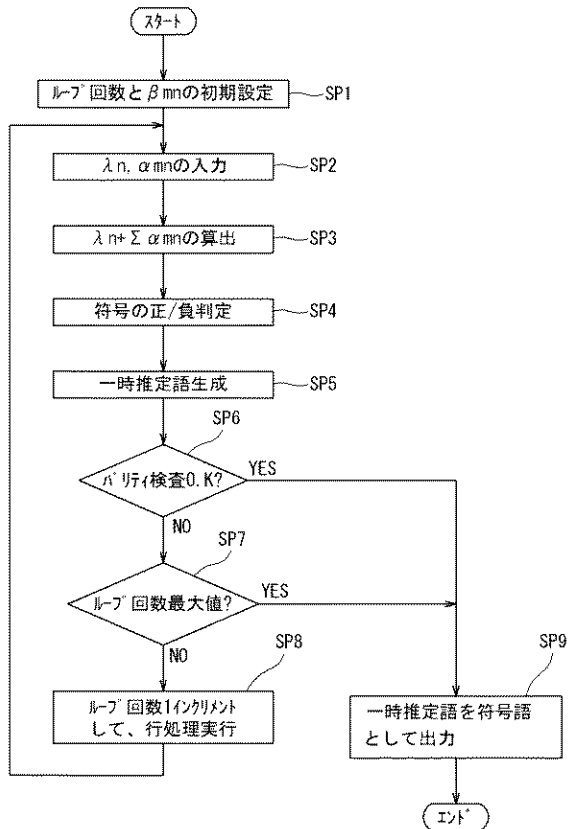 スタート
ループ回数とβmnの初期設定
SP1
λn, αmnの入力
SP2
λn+Σαmnの算出
SP3
符号の正/負判定
SP4
一時推定語生成
SP5
SP6
パリティ検査O.K?
YES
NO
SP7
ループ回数最大値?
YES
NO
SP8
ループ回数1インクリメント
して、行処理実行
SP9
一時推定語を符号語
として出力
エンド